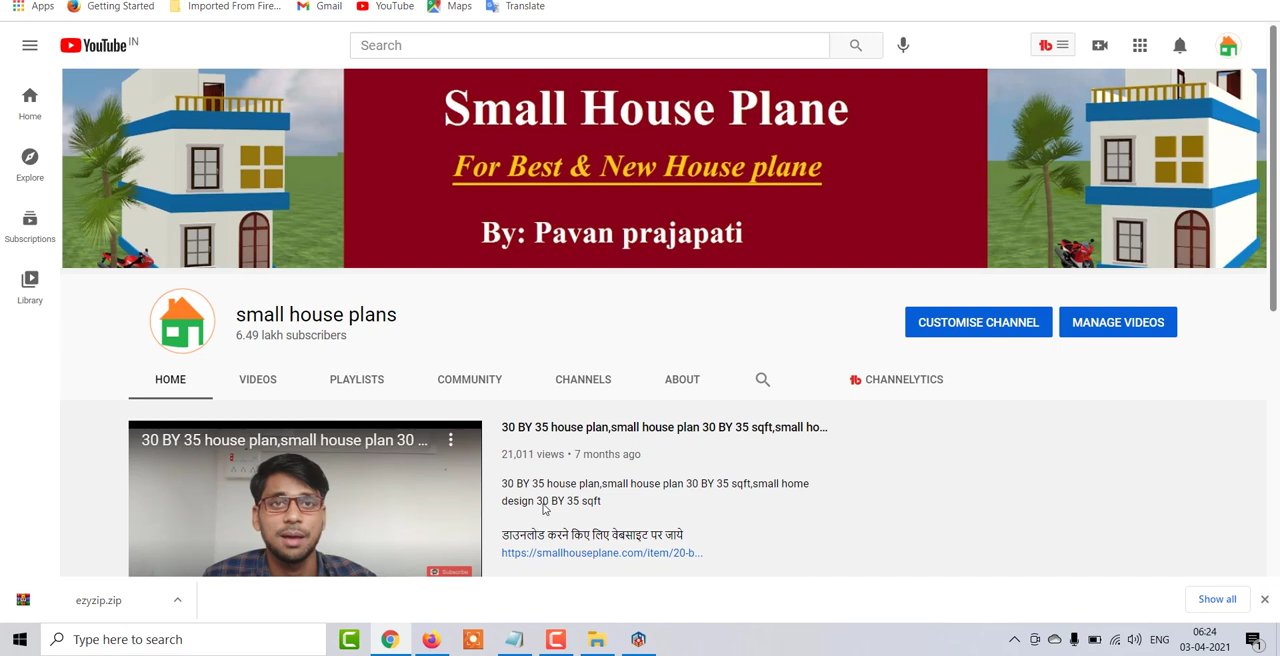 Apps Getting Started Imported From Fire... Gmail YouTube Maps Translate
YouTube IN
Search
Small House Plane
For Best & New House plane
By: Pavan prajapati
Home
Explore
Subscriptions
Library
small house plans
6.49 lakh subscribers
CUSTOMISE CHANNEL
MANAGE VIDEOS
HOME VIDEOS PLAYLISTS COMMUNITY CHANNELS ABOUT CHANNELYTICS
30 BY 35 house plan,small house plan 30 ...
Subscribe
30 BY 35 house plan,small house plan 30 BY 35 sqft,small ho...
21,011 views • 7 months ago
30 BY 35 house plan,small house plan 30 BY 35 sqft,small home
design 30 BY 35 sqft
डाउनलोड करने किए लिए वेबसाइट पर जाये
https://smallhouseplane.com/item/20-b...
ezyzip.zip
Show all
Type here to search
ENG
06:24
03-04-2021
1